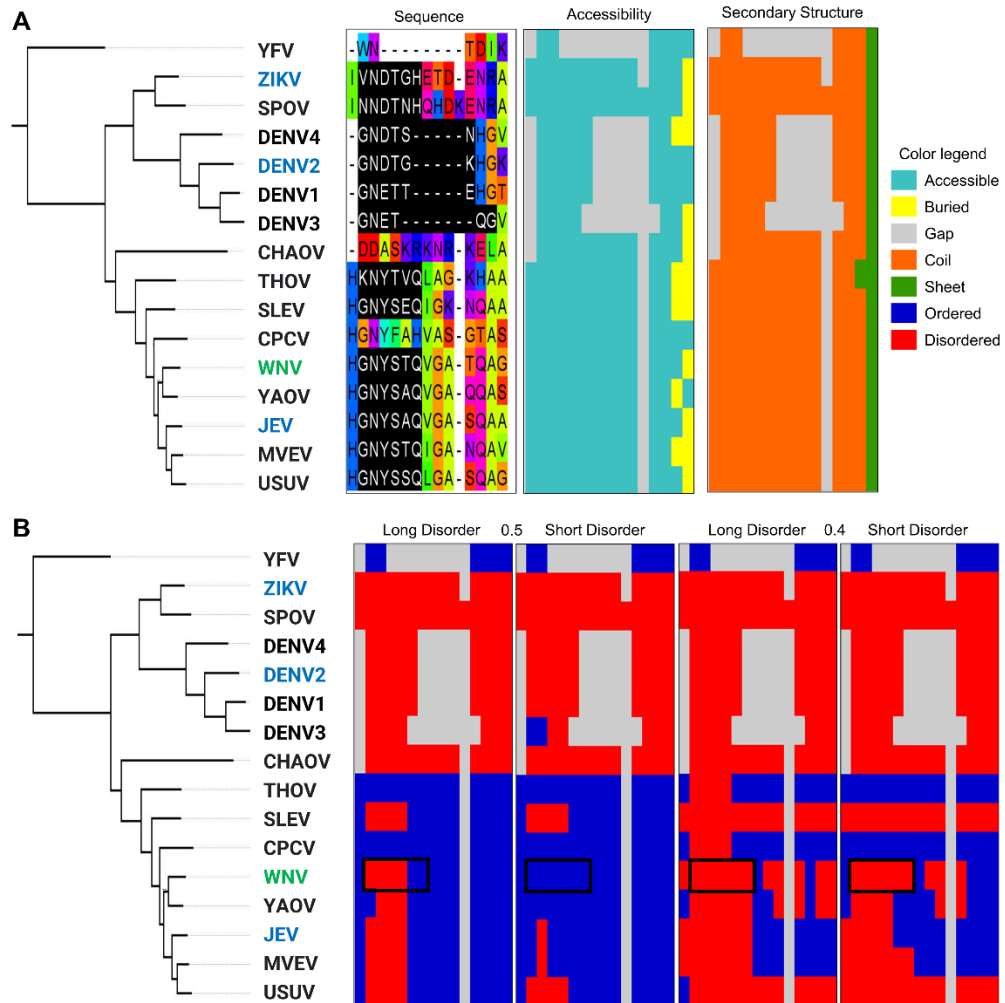 A
Sequence Accessibility Secondary Structure
YFV -WN--------TDIK
ZIKV IVNDTGHETD-ENRA
SPOV INNDTNHQHDKENRA
DENV4 -GNDTS-----NHGV
DENV2 -GNDTG-----KHGK
DENV1 -GNETT-----EHGT
DENV3 -GNET-------QGV
CHAOV -DDASKRKNR-KELA
THOV HKNYTVQLAG-KHAA
SLEV HGNYSEQIGK-NQAA
CPCV HGNYFAHVAS-GTAS
WNV HGNYSTQVGA-TQAG
YAOV HGNYSAQVGA-QQAS
JEV HGNYSAQVGA-SQAA
MVEV HGNYSTQIGA-NQAV
USUV HGNYSSQLGA-SQAG
Color legend
Accessible
Buried
Gap
Coil
Sheet
Ordered
Disordered
B
Long Disorder 0.5 Short Disorder Long Disorder 0.4 Short Disorder
YFV
ZIKV
SPOV
DENV4
DENV2
DENV1
DENV3
CHAOV
THOV
SLEV
CPCV
WNV
YAOV
JEV
MVEV
USUV